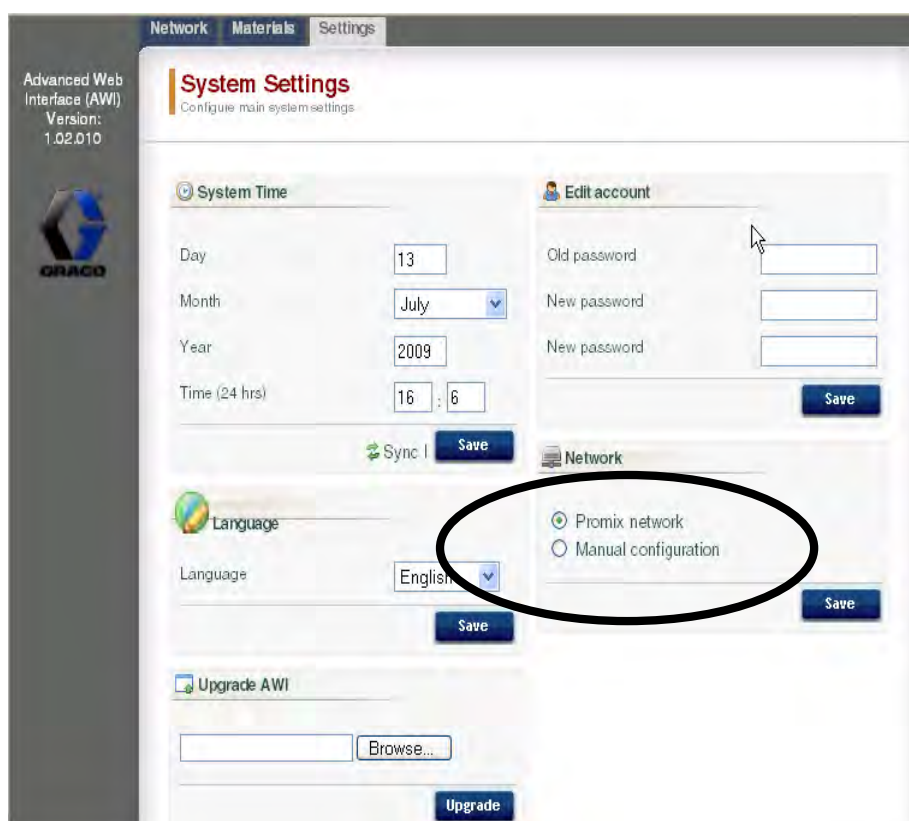 Network Materials Settings
Advanced Web
Interface (AWI)
Version:
1.02.010
GRACO
System Settings
Configure main system settings
System Time
Day 13
Month July
Year 2009
Time (24 hrs) 16 : 6
Sync | Save
Language
Language English
Save
Upgrade AWI
Browse...
Upgrade
Edit account
Old password
New password
New password
Save
Network
Promix network
Manual configuration
Save